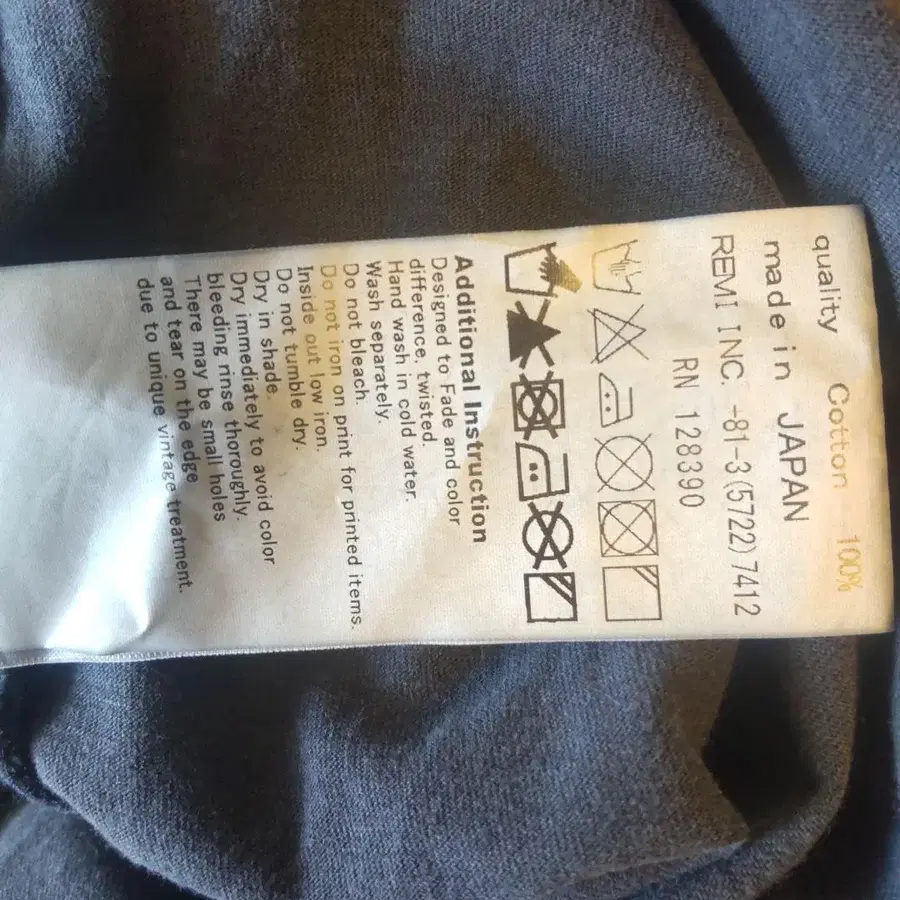 quality Cotton 100%
made in JAPAN
REMI INC. +81-3(5722)7412
RN 128390
Additional Instruction
Designed to Fade and color
difference, twisted.
Hand wash in cold water.
Wash separately.
Do not bleach.
Do not iron on print for printed items.
Inside out low iron.
Do not tumble dry.
Dry in shade.
Dry immediately to avoid color
bleeding rinse thoroughly.
There may be small holes
and tear on the edge
due to unique vintage treatment.